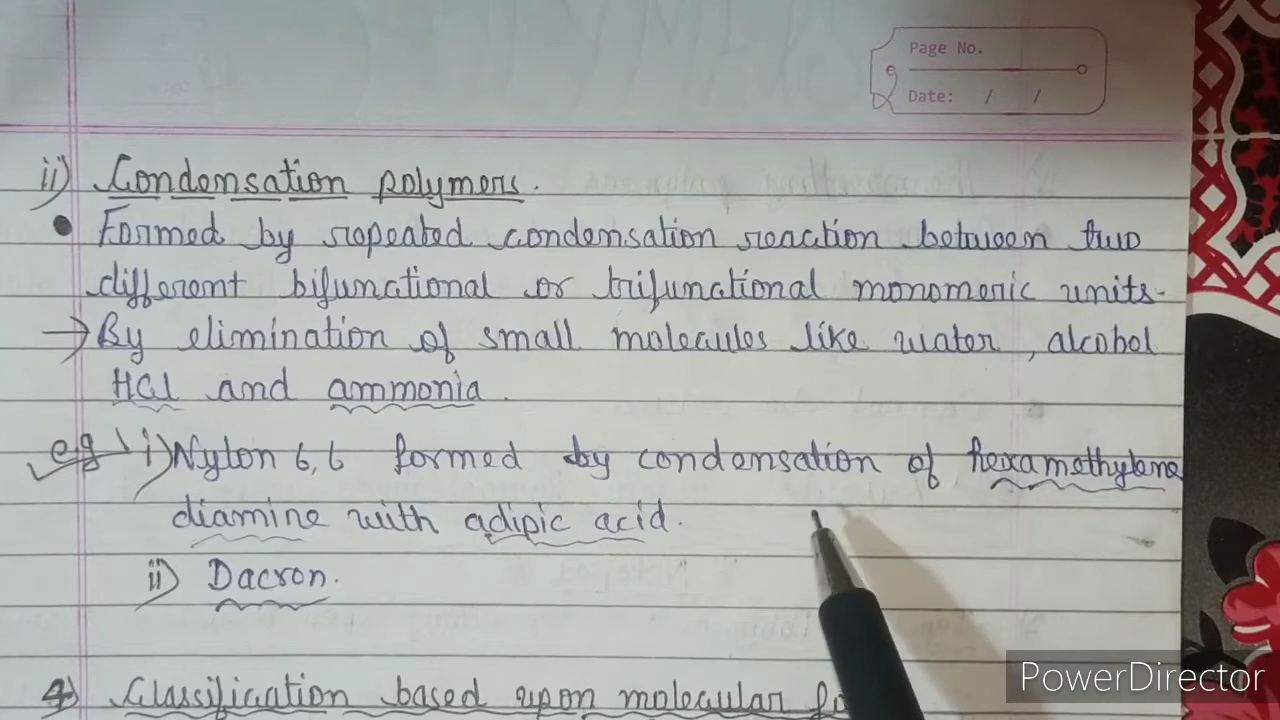 Page No.
Date: / /
ii) Condensation polymers.
• Formed by repeated condensation reaction between two
different bifunctional or trifunctional monomeric units.
→ By elimination of small molecules like water, alcohol
HCl and ammonia.
eg i) Nylon 6,6 formed by condensation of hexamethylene
diamine with adipic acid.
ii) Dacron.
4) Classification based upon molecular
PowerDirector